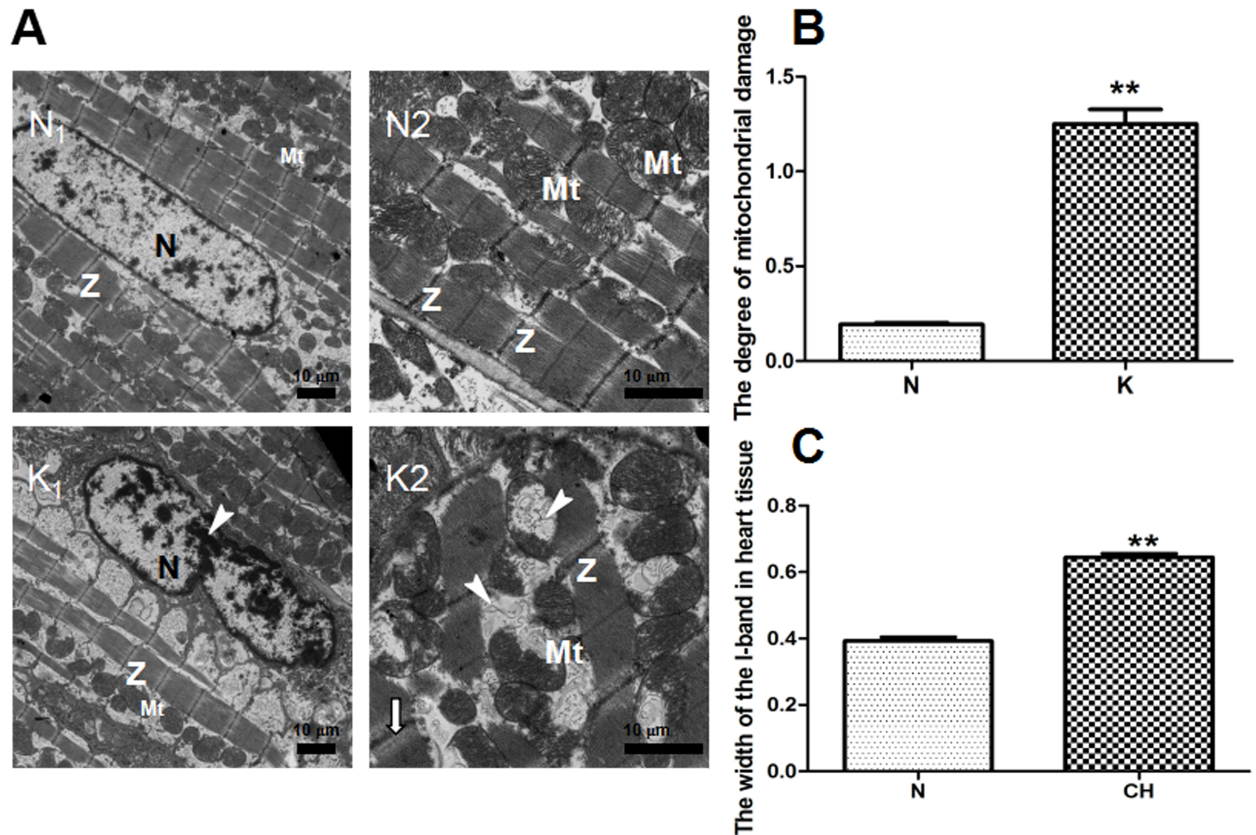 A
N1
Mt
N
Z
10 μm
N2
Mt
Mt
Z
Z
10 μm
K1
N
Z
Mt
10 μm
K2
Z
Mt
10 μm
B
The degree of mitochondrial damage
1.5
1.0
0.5
0.0
**
N
K
C
The width of the I-band in heart tissue
0.8
0.6
0.4
0.2
0.0
**
N
CH